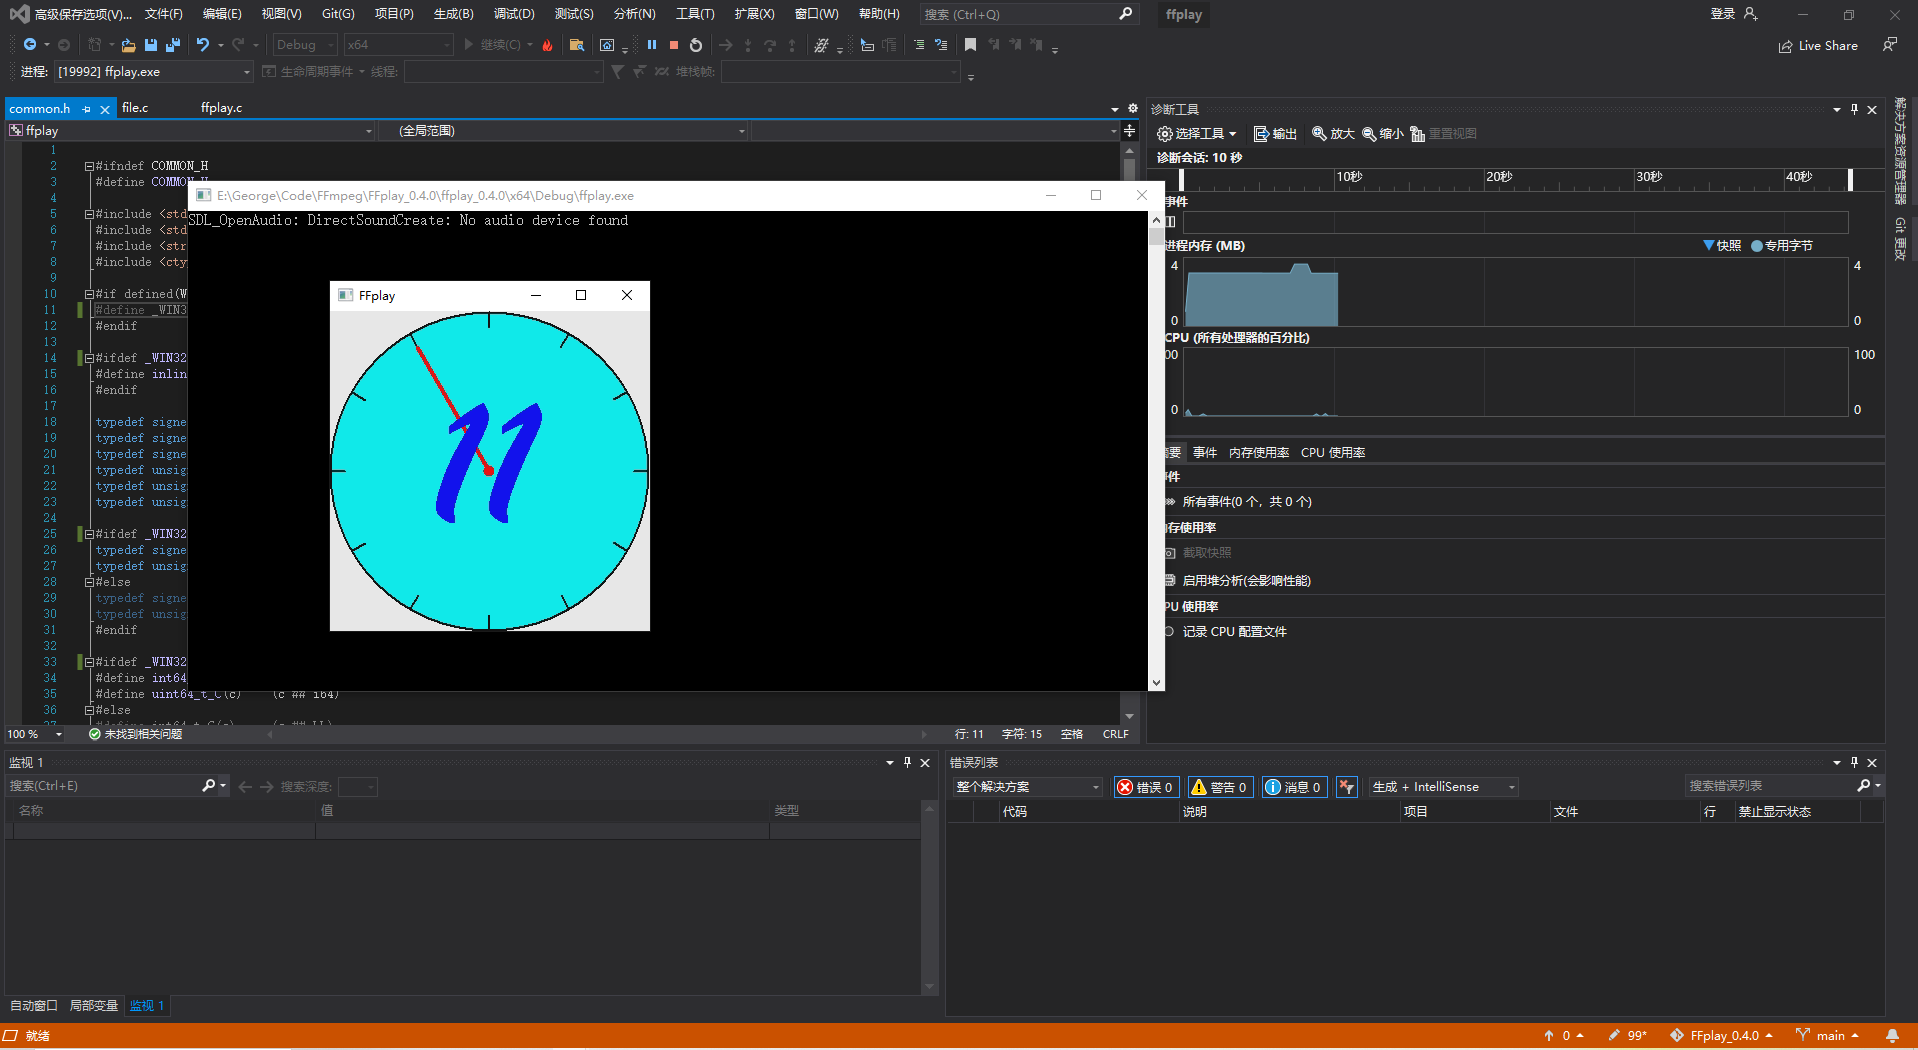 高级保存选项(V)... 文件(F) 编辑(E) 视图(V) Git(G) 项目(P) 生成(B) 调试(D) 测试(S) 分析(N) 工具(T) 扩展(X) 窗口(W) 帮助(H) 搜索 (Ctrl+Q) ffplay 登录
Debug x64 继续(C) Live Share
进程: [19992] ffplay.exe 生命周期事件 线程: 堆栈帧:
common.h file.c ffplay.c
ffplay (全局范围)
1
2 #ifndef COMMON_H
3 #define COMMON_H
4
5 #include <std
6 #include <std
7 #include <str
8 #include <cty
9
10 #if defined(W
11 #define _WIN3
12 #endif
13
14 #ifdef _WIN32
15 #define inlin
16 #endif
17
18 typedef signe
19 typedef signe
20 typedef signe
21 typedef unsig
22 typedef unsig
23 typedef unsig
24
25 #ifdef _WIN32
26 typedef signe
27 typedef unsig
28 #else
29 typedef signe
30 typedef unsig
31 #endif
32
33 #ifdef _WIN32
34 #define int64_
35 #define uint64_t_C(c) (c ## i64)
36 #else
E:\George\Code\FFmpeg\FFplay_0.4.0\ffplay_0.4.0\x64\Debug\ffplay.exe
SDL_OpenAudio: DirectSoundCreate: No audio device found
FFplay
11
100 % 未找到相关问题 行: 11 字符: 15 空格 CRLF
诊断工具
选择工具 输出 放大 缩小 重置视图
诊断会话: 10 秒
10秒 20秒 30秒 40秒
事件
进程内存 (MB) 快照 专用字节
4 4
0 0
CPU (所有处理器的百分比)
00 100
0 0
要 事件 内存使用率 CPU 使用率
件
所有事件(0 个，共 0 个)
存使用率
截取快照
启用堆分析(会影响性能)
PU 使用率
记录 CPU 配置文件
解决方案资源管理器
Git 更改
监视 1
搜索(Ctrl+E) 搜索深度:
名称 值 类型
自动窗口 局部变量 监视 1
错误列表
整个解决方案 错误 0 警告 0 消息 0 生成 + IntelliSense 搜索错误列表
代码 说明 项目 文件 行 禁止显示状态
就绪 0 99* FFplay_0.4.0 main